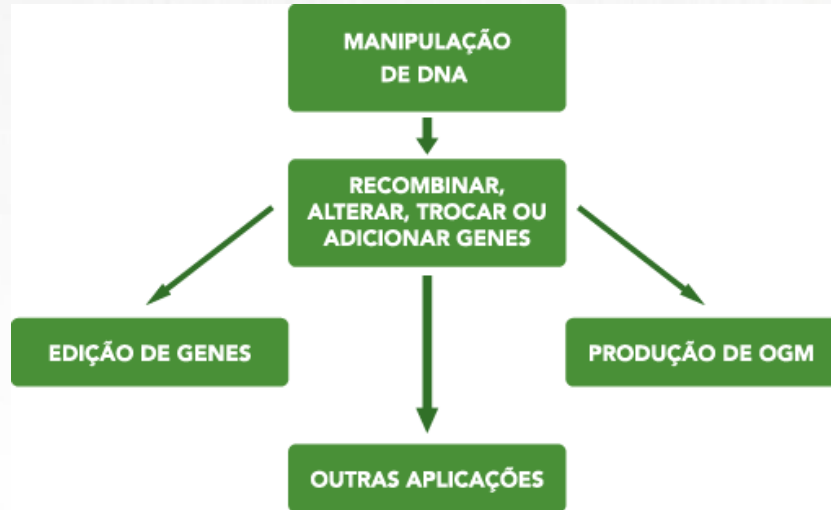 MANIPULAÇÃO
DE DNA
RECOMBINAR,
ALTERAR, TROCAR OU
ADICIONAR GENES
EDIÇÃO DE GENES
PRODUÇÃO DE OGM
OUTRAS APLICAÇÕES